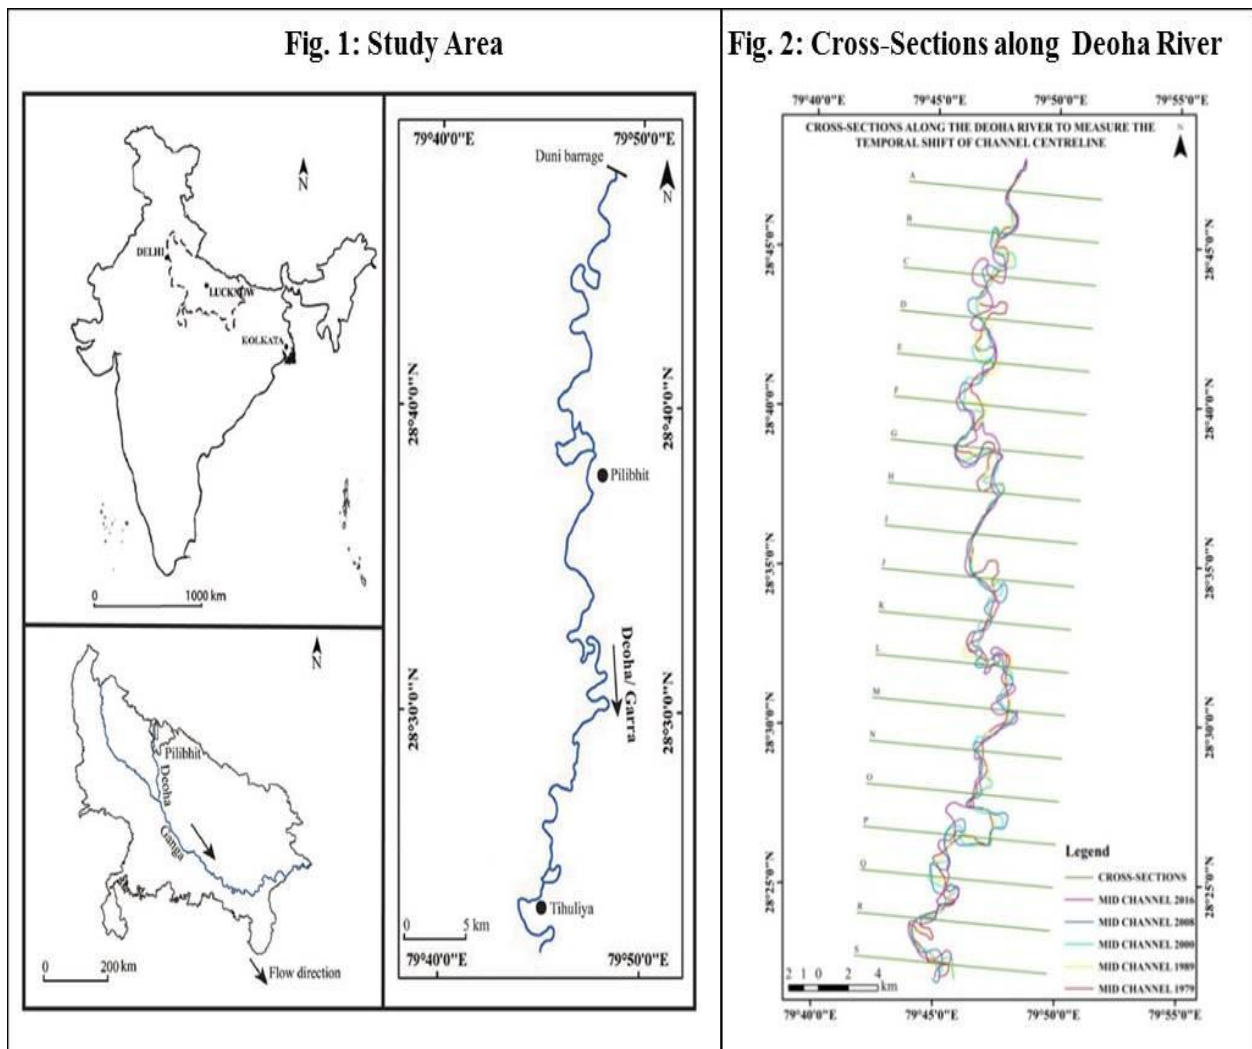 Fig. 1: Study Area
N
DELHI
LUCKNOW
KOLKATA
0 1000 km
N
Pilibhit
Deoha
Ganga
0 200 km
Flow direction
79°40'0"E 79°50'0"E
Duni barrage
N
28°40'0"N 28°40'0"N
Pilibhit
Deoha/ Garra
28°30'0"N 28°30'0"N
Tihuliya
0 5 km
79°40'0"E 79°50'0"E
Fig. 2: Cross-Sections along Deoha River
79°40'0"E 79°45'0"E 79°50'0"E 79°55'0"E
CROSS-SECTIONS ALONG THE DEOHA RIVER TO MEASURE THE
TEMPORAL SHIFT OF CHANNEL CENTRELINE
N
A
B
28°45'0"N 28°45'0"N
C
D
E
F
28°40'0"N 28°40'0"N
G
H
I
J
28°35'0"N 28°35'0"N
K
L
M
28°30'0"N 28°30'0"N
N
O
P
Q
28°25'0"N 28°25'0"N
R
S
Legend
CROSS-SECTIONS
MID CHANNEL 2016
MID CHANNEL 2008
MID CHANNEL 2000
MID CHANNEL 1989
MID CHANNEL 1979
2 1 0 2 4
km
79°40'0"E 79°45'0"E 79°50'0"E 79°55'0"E